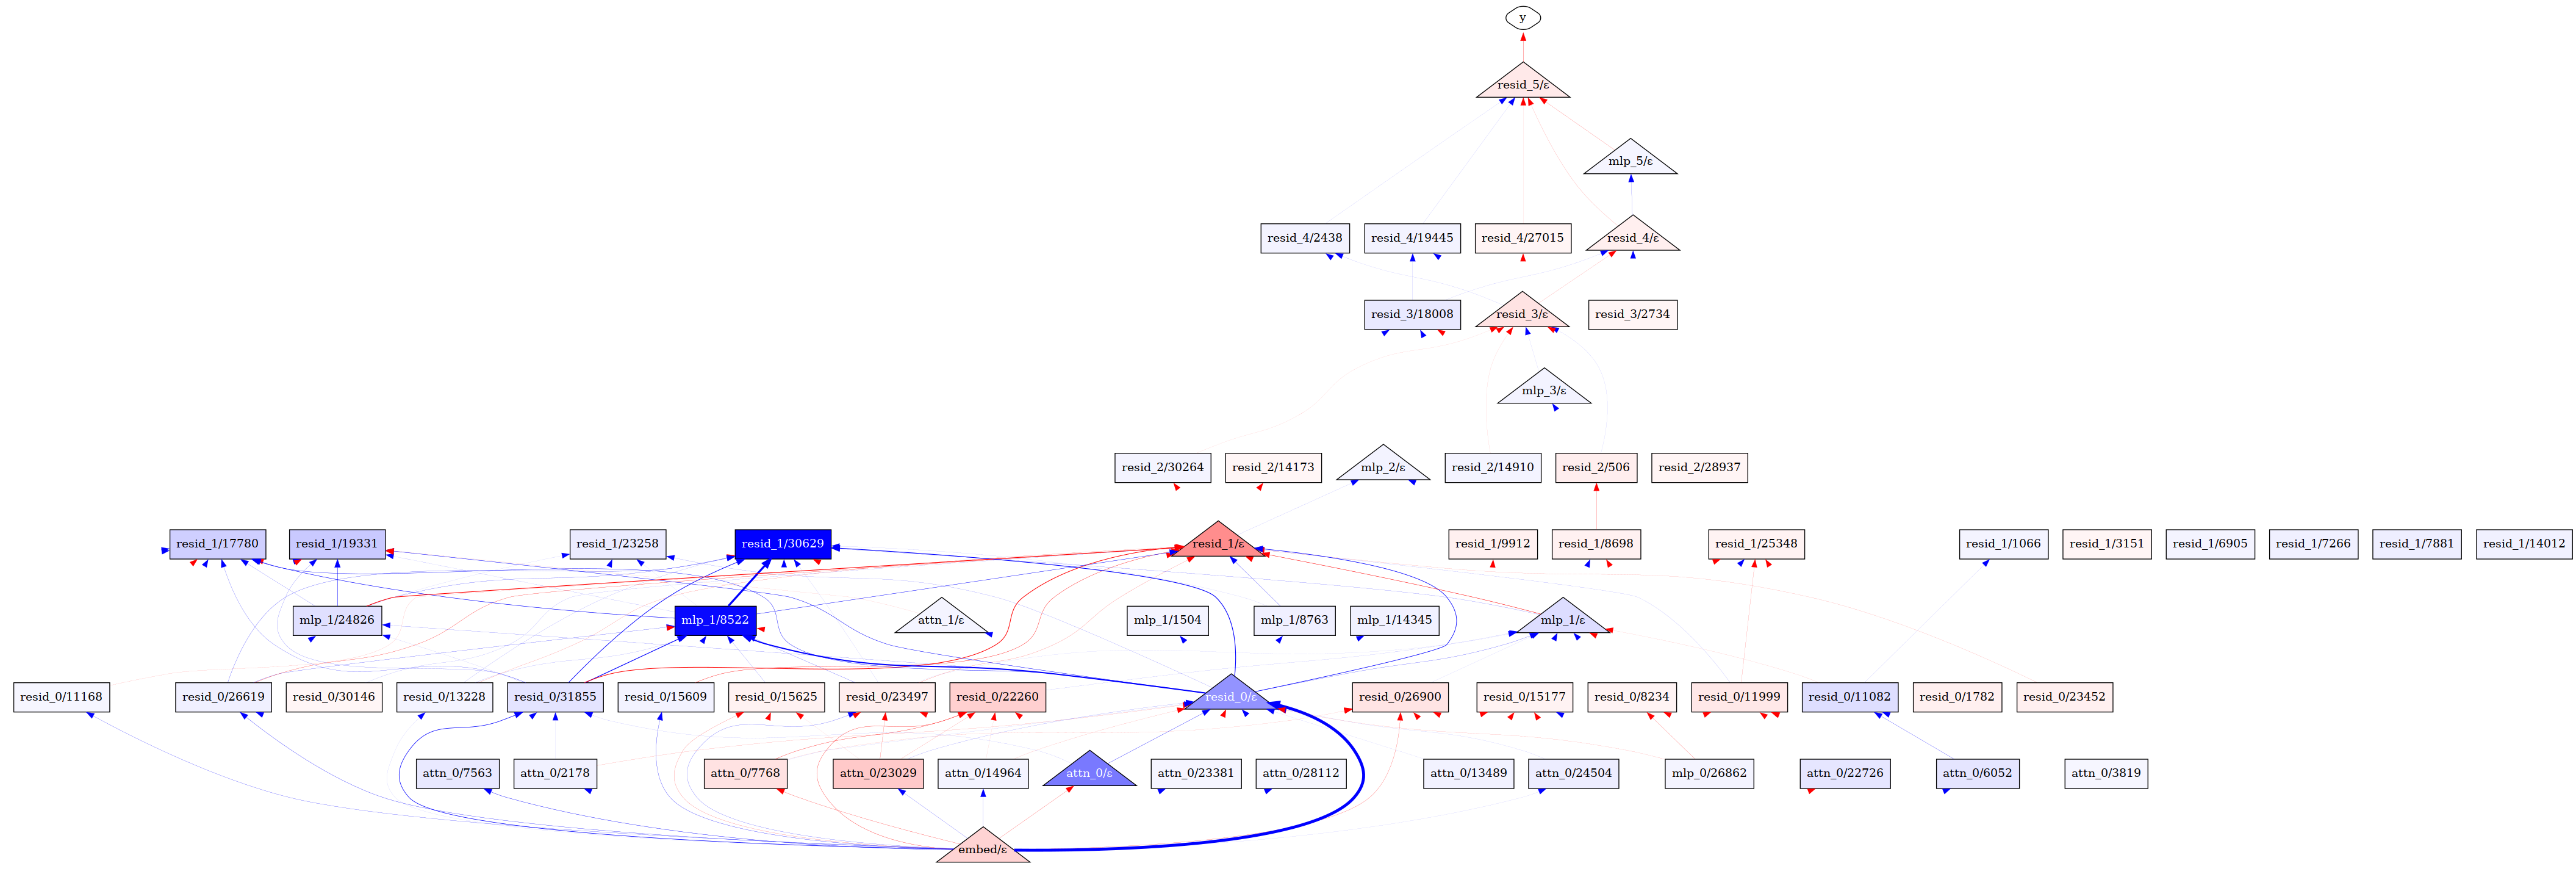 y
resid_5/ε
mlp_5/ε
resid_4/2438
resid_4/19445
resid_4/27015
resid_4/ε
resid_3/18008
resid_3/ε
resid_3/2734
mlp_3/ε
resid_2/30264
resid_2/14173
mlp_2/ε
resid_2/14910
resid_2/506
resid_2/28937
resid_1/17780
resid_1/19331
resid_1/23258
resid_1/30629
resid_1/ε
resid_1/9912
resid_1/8698
resid_1/25348
resid_1/1066
resid_1/3151
resid_1/6905
resid_1/7266
resid_1/7881
resid_1/14012
mlp_1/24826
mlp_1/8522
attn_1/ε
mlp_1/1504
mlp_1/8763
mlp_1/14345
mlp_1/ε
resid_0/11168
resid_0/26619
resid_0/30146
resid_0/13228
resid_0/31855
resid_0/15609
resid_0/15625
resid_0/23497
resid_0/22260
resid_0/ε
resid_0/26900
resid_0/15177
resid_0/8234
resid_0/11999
resid_0/11082
resid_0/1782
resid_0/23452
attn_0/7563
attn_0/2178
attn_0/7768
attn_0/23029
attn_0/14964
attn_0/ε
attn_0/23381
attn_0/28112
attn_0/13489
attn_0/24504
mlp_0/26862
attn_0/22726
attn_0/6052
attn_0/3819
embed/ε